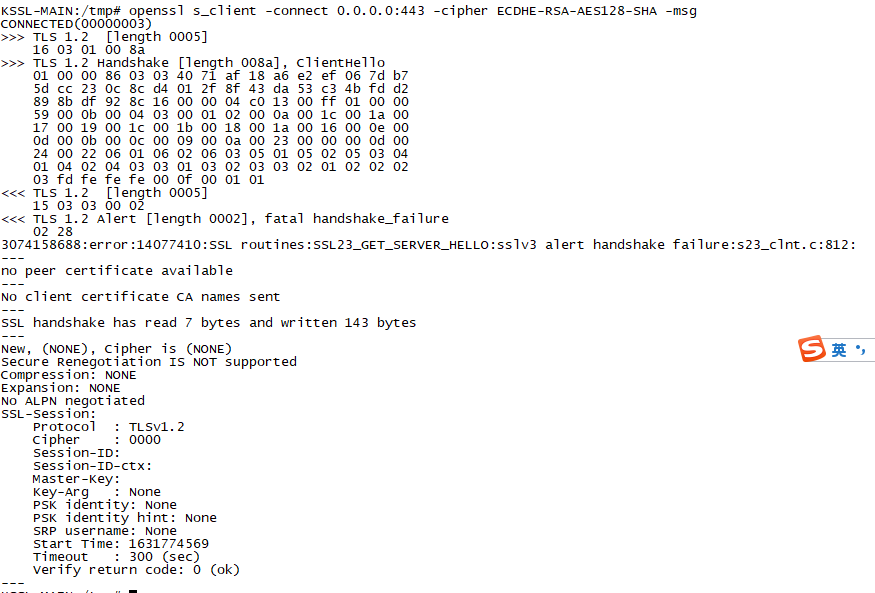 KSSL-MAIN:/tmp# openssl s_client -connect 0.0.0.0:443 -cipher ECDHE-RSA-AES128-SHA -msg
CONNECTED(00000003)
>>> TLS 1.2  [length 0005]
    16 03 01 00 8a
>>> TLS 1.2 Handshake [length 008a], ClientHello
    01 00 00 86 03 03 40 71 af 18 a6 e2 ef 06 7d b7
    5d cc 23 0c 8c d4 01 2f 8f 43 da 53 c3 4b fd d2
    89 8b df 92 8c 16 00 00 04 c0 13 00 ff 01 00 00
    59 00 0b 00 04 03 00 01 02 00 0a 00 1c 00 1a 00
    17 00 19 00 1c 00 1b 00 18 00 1a 00 16 00 0e 00
    0d 00 0b 00 0c 00 09 00 0a 00 23 00 00 00 0d 00
    24 00 22 06 01 06 02 06 03 05 01 05 02 05 03 04
    01 04 02 04 03 03 01 03 02 03 03 02 01 02 02 02
    03 fd fe fe fe 00 0f 00 01 01
<<< TLS 1.2  [length 0005]
    15 03 03 00 02
<<< TLS 1.2 Alert [length 0002], fatal handshake_failure
    02 28
3074158688:error:14077410:SSL routines:SSL23_GET_SERVER_HELLO:sslv3 alert handshake failure:s23_clnt.c:812:
---
no peer certificate available
---
No client certificate CA names sent
---
SSL handshake has read 7 bytes and written 143 bytes
---
New, (NONE), Cipher is (NONE)
Secure Renegotiation IS NOT supported
Compression: NONE
Expansion: NONE
No ALPN negotiated
SSL-Session:
    Protocol  : TLSv1.2
    Cipher    : 0000
    Session-ID:
    Session-ID-ctx:
    Master-Key:
    Key-Arg   : None
    PSK identity: None
    PSK identity hint: None
    SRP username: None
    Start Time: 1631774569
    Timeout   : 300 (sec)
    Verify return code: 0 (ok)
---
S 英